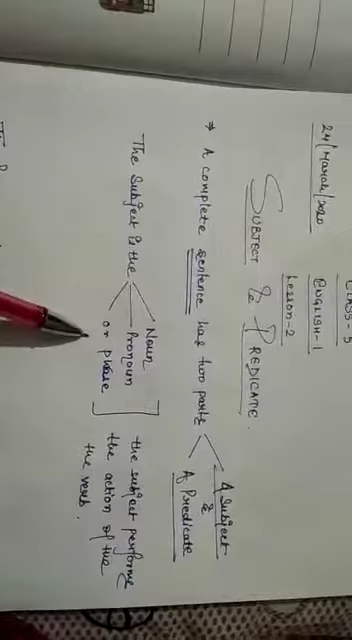 CLASS-5
ENGLISH-1
24/March/2020
Lesson-2
SUBJECT & PREDICATE.
⇒ A complete sentence has two parts
A Subject
&
A Predicate
The Subject is the
Noun
Pronoun
or phrase
the subject performs
the action of the
the verb.